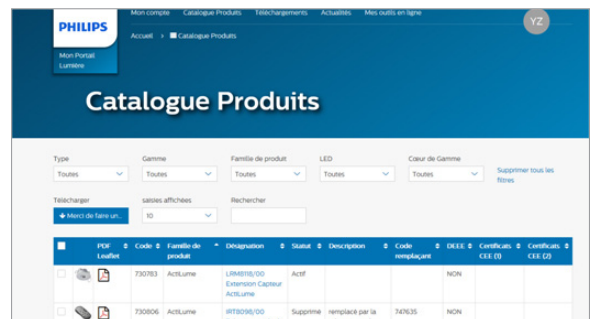 Mon compte Catalogue Produits Téléchargements Actualités Mes outils en ligne
YZ
PHILIPS
Accueil > Catalogue Produits
Mon Portail
Lumière
Catalogue Produits
Type Gamme Famille de produit LED Cœur de Gamme
Toutes Toutes Toutes Toutes Toutes
Supprimer tous les
filtres
Télécharger saisies affichées Rechercher
Merci de faire un... 10
PDF Code Famille de Désignation Statut Description Code DEEE Certificats Certificats
Leaflet produit remplaçant CEE (1) CEE (2)
730783 ActiLume LRM8118/00 Actif NON
Extension Capteur
ActiLume
730806 ActiLume IRT8098/00 Supprimé remplacé par la 747635 NON